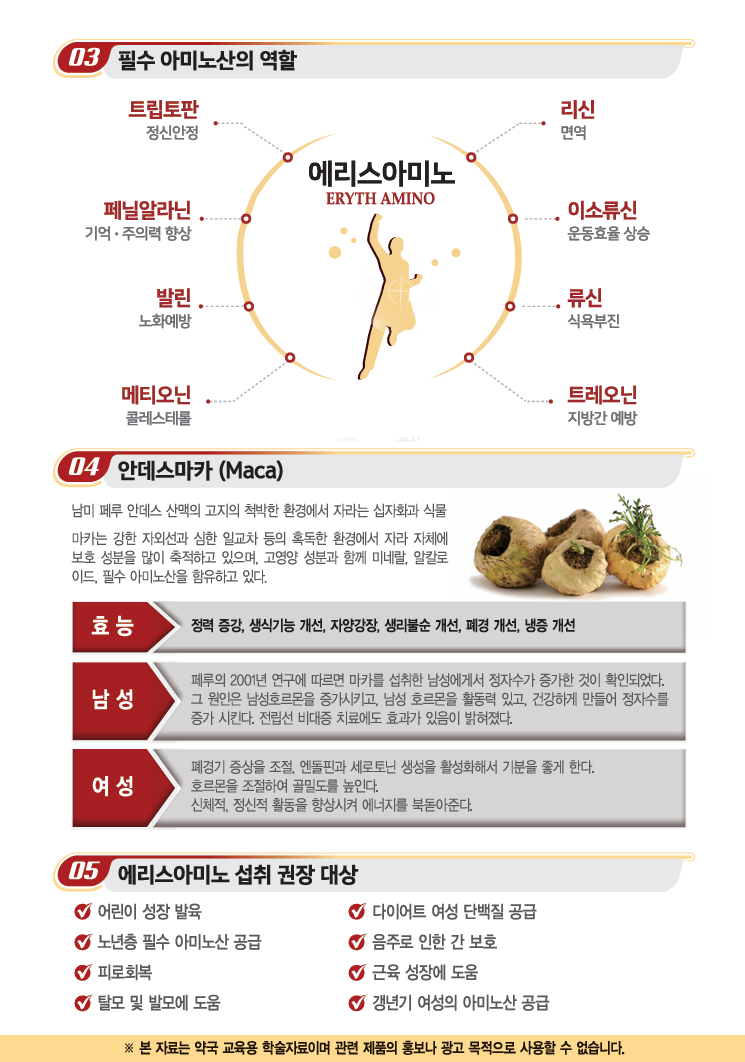 03 필수 아미노산의 역할
트립토판
정신안정
리신
면역
에리스아미노
ERYTH AMINO
페닐알라닌
기억·주의력 향상
이소류신
운동효율 상승
발린
노화예방
류신
식욕부진
메티오닌
콜레스테롤
트레오닌
지방간 예방
04 안데스마카 (Maca)
남미 페루 안데스 산맥의 고지의 척박한 환경에서 자라는 십자화과 식물
마카는 강한 자외선과 심한 일교차 등의 혹독한 환경에서 자라 자체에
보호 성분을 많이 축적하고 있으며, 고영양 성분과 함께 미네랄, 알칼로
이드, 필수 아미노산을 함유하고 있다.
효능
정력 증강, 생식기능 개선, 자양강장, 생리불순 개선, 폐경 개선, 냉증 개선
남성
페루의 2001년 연구에 따르면 마카를 섭취한 남성에게서 정자수가 증가한 것이 확인되었다.
그 원인은 남성호르몬을 증가시키고, 남성 호르몬을 활동력 있고, 건강하게 만들어 정자수를
증가 시킨다. 전립선 비대증 치료에도 효과가 있음이 밝혀졌다.
여성
폐경기 증상을 조절, 엔돌핀과 세로토닌 생성을 활성화해서 기분을 좋게 한다.
호르몬을 조절하여 골밀도를 높인다.
신체적, 정신적 활동을 향상시켜 에너지를 북돋아준다.
05 에리스아미노 섭취 권장 대상
어린이 성장 발육
다이어트 여성 단백질 공급
노년층 필수 아미노산 공급
음주로 인한 간 보호
피로회복
근육 성장에 도움
탈모 및 발모에 도움
갱년기 여성의 아미노산 공급
※ 본 자료는 약국 교육용 학술자료이며 관련 제품의 홍보나 광고 목적으로 사용할 수 없습니다.